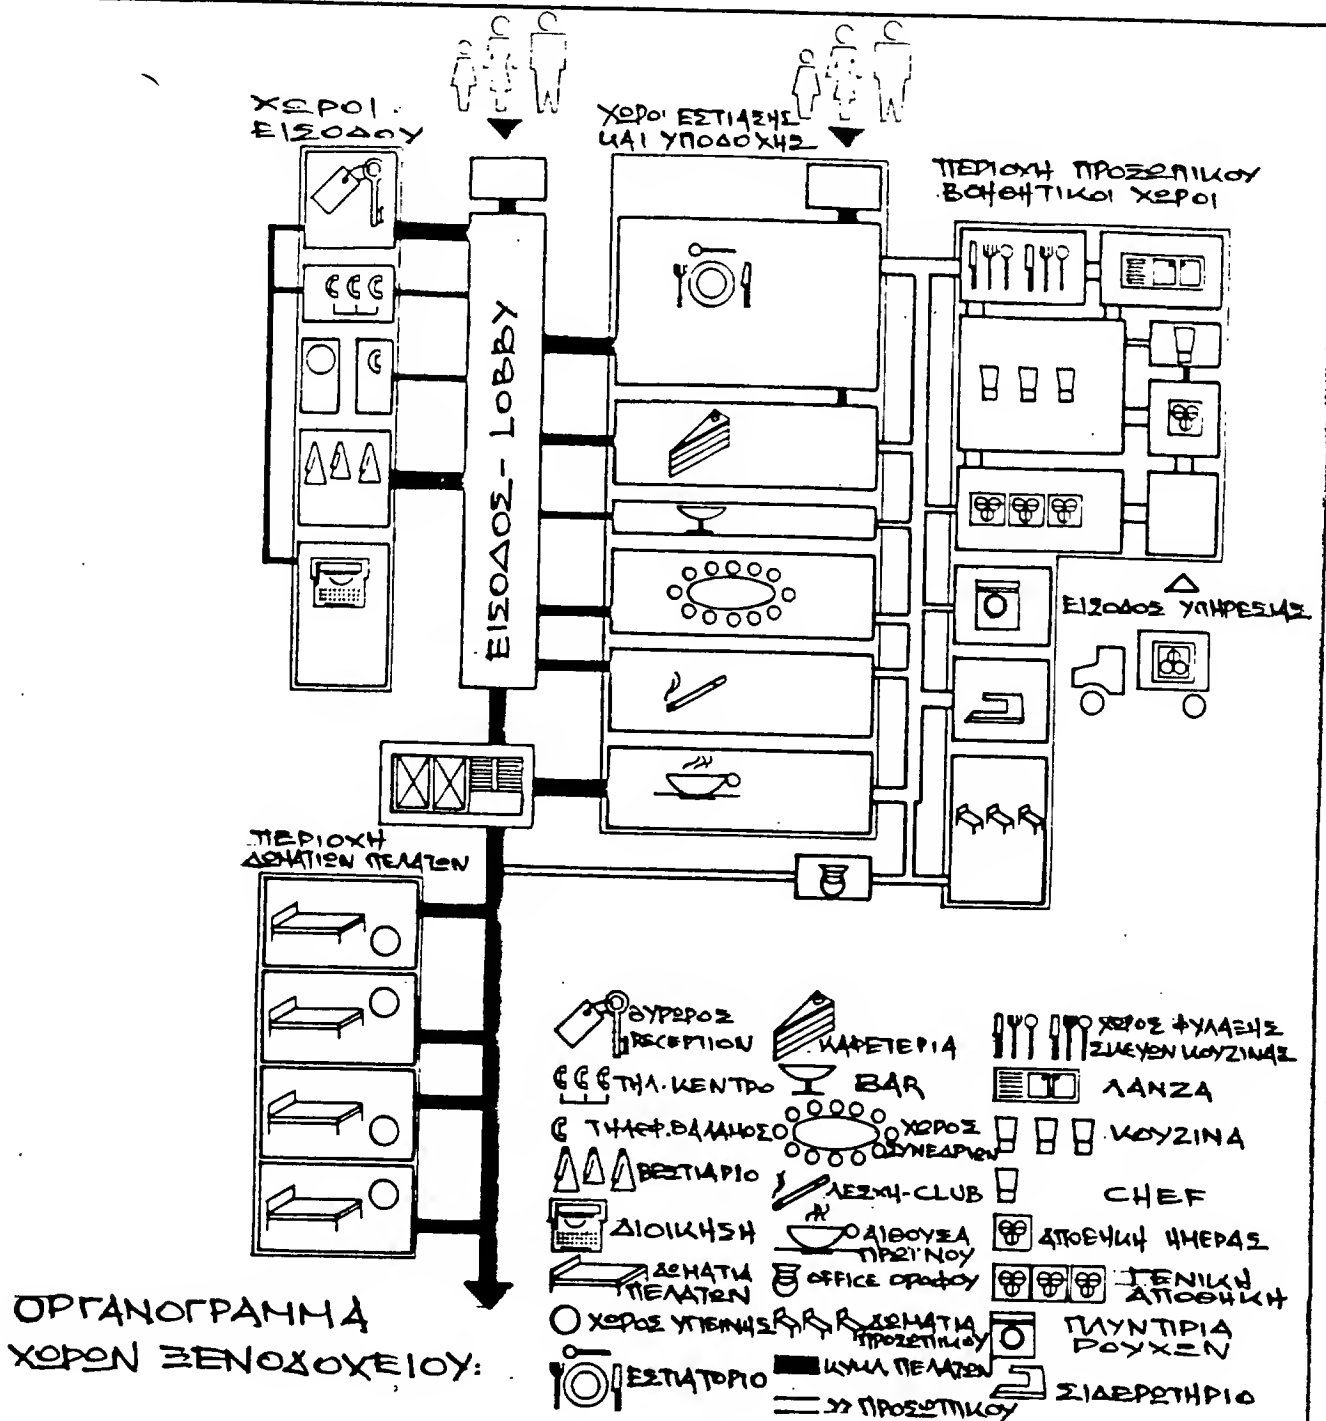 ΧΩΡΟΙ
ΕΙΣΟΔΟΥ
ΧΩΡΟΙ ΕΣΤΙΑΣΗΣ
ΚΑΙ ΥΠΟΔΟΧΗΣ
ΠΕΡΙΟΧΗ ΠΡΟΣΩΠΙΚΟΥ
ΒΟΗΘΗΤΙΚΟΙ ΧΩΡΟΙ
ΕΙΣΟΔΟΣ - LOBBY
ΕΙΣΟΔΟΣ ΥΠΗΡΕΣΙΑΣ
ΠΕΡΙΟΧΗ
ΔΩΜΑΤΙΩΝ ΠΕΛΑΤΩΝ
ΘΥΡΩΡΟΣ
RECEPTION
ΤΗΛ. ΚΕΝΤΡΟ
ΤΗΛΕΦ. ΘΑΛΑΜΟΣ
ΒΕΣΤΙΑΡΙΟ
ΔΙΟΙΚΗΣΗ
ΔΩΜΑΤΙΑ
ΠΕΛΑΤΩΝ
ΧΩΡΟΣ ΥΓΙΕΙΝΗΣ
ΕΣΤΙΑΤΟΡΙΟ
ΚΑΦΕΤΕΡΙΑ
BAR
ΧΩΡΟΣ
ΣΥΝΕΔΡΙΩΝ
ΛΕΣΧΗ-CLUB
ΑΙΘΟΥΣΑ
ΠΡΩΪΝΟΥ
OFFICE ΟΡΟΦΟΥ
ΔΩΜΑΤΙΑ
ΠΡΟΣΩΠΙΚΟΥ
ΚΥΚΛ. ΠΕΛΑΤΩΝ
>> ΠΡΟΣΩΠΙΚΟΥ
ΧΩΡΟΣ ΦΥΛΑΞΗΣ
ΣΚΕΥΩΝ ΚΟΥΖΙΝΑΣ
ΛΑΝΖΑ
ΚΟΥΖΙΝΑ
CHEF
ΑΠΟΘΗΚΗ ΗΜΕΡΑΣ
ΓΕΝΙΚΗ
ΑΠΟΘΗΚΗ
ΠΛΥΝΤΙΡΙΑ
ΡΟΥΧΩΝ
ΣΙΔΕΡΩΤΗΡΙΟ
ΟΡΓΑΝΟΓΡΑΜΜΑ
ΧΩΡΩΝ ΞΕΝΟΔΟΧΕΙΟΥ: